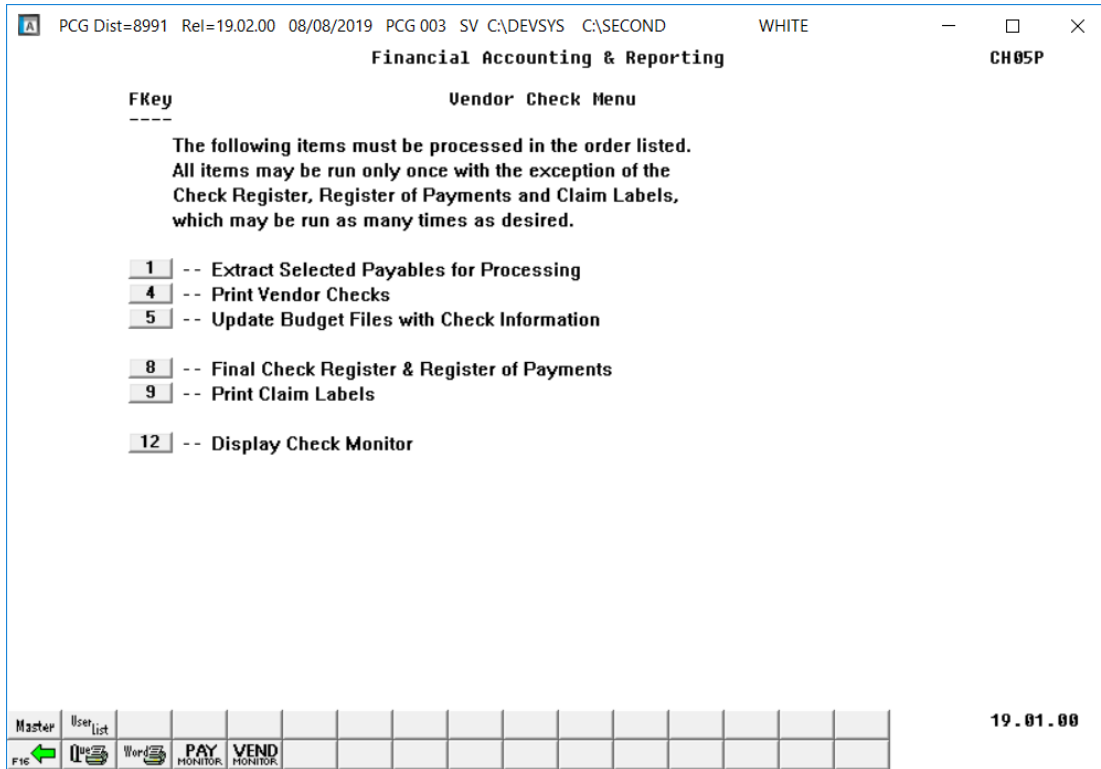 A PCG Dist=8991 Rel=19.02.00 08/08/2019 PCG 003 SV C:\DEVSYS C:\SECOND WHITE
Financial Accounting & Reporting CH05P
FKey Vendor Check Menu
----
The following items must be processed in the order listed.
All items may be run only once with the exception of the
Check Register, Register of Payments and Claim Labels,
which may be run as many times as desired.
1 -- Extract Selected Payables for Processing
4 -- Print Vendor Checks
5 -- Update Budget Files with Check Information
8 -- Final Check Register & Register of Payments
9 -- Print Claim Labels
12 -- Display Check Monitor
Master User List 19.01.00
F16 Que Word PAY MONITOR VEND MONITOR